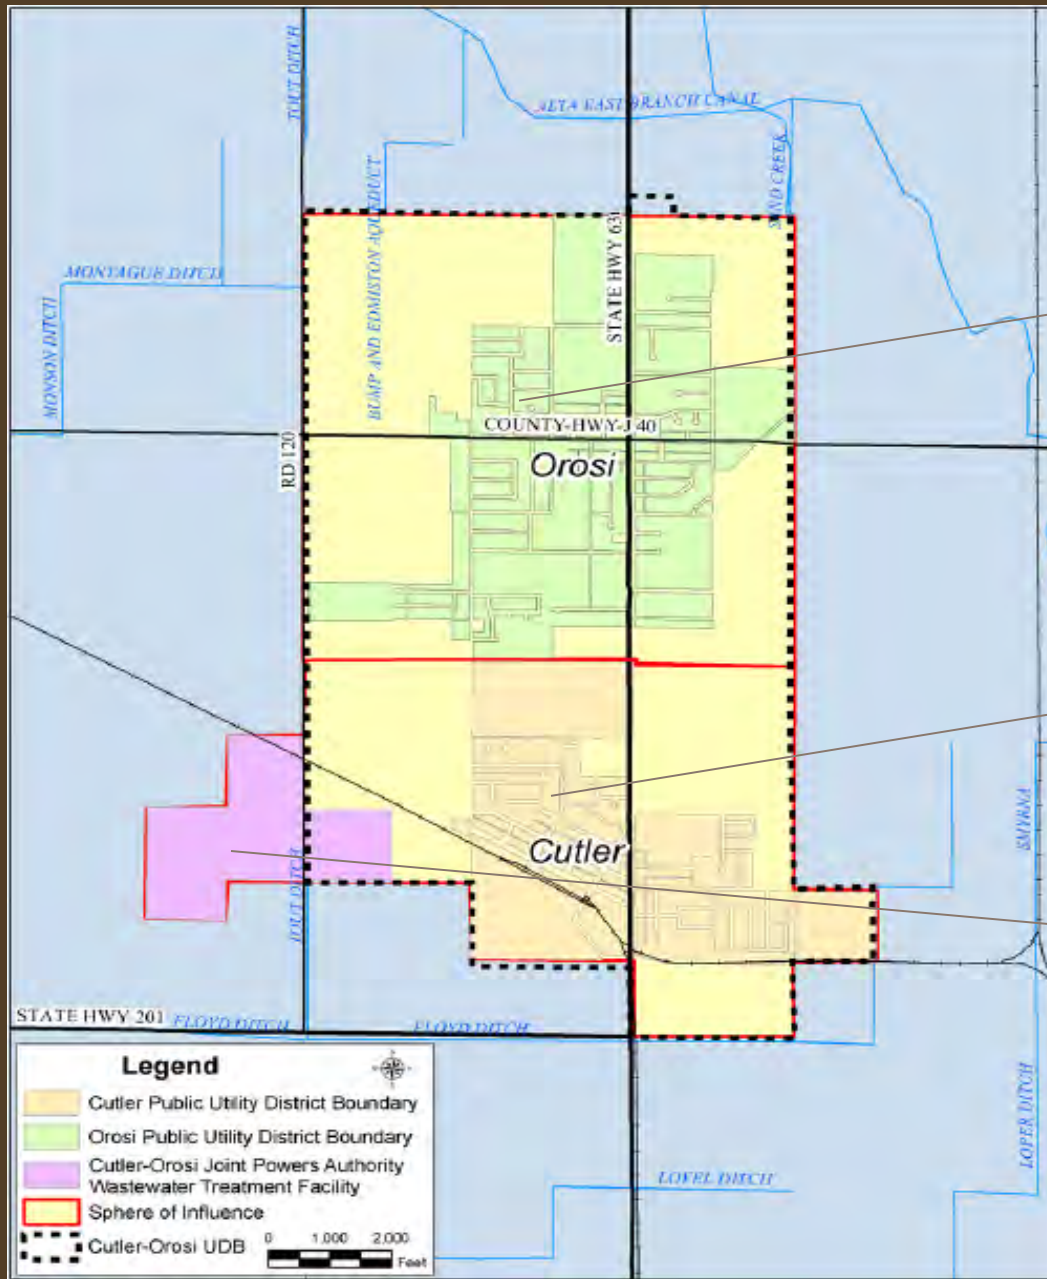 TOUT DITCH
ALTA EAST BRANCH CANAL
SAND CREEK
BUMP AND EDMISTON AQUEDUCT
STATE HWY 63
MONTAGUE DITCH
MONSON DITCH
COUNTY-HWY-J 40
RD 120
Orosi
Cutler
SMYRNA
TOUT DITCH
STATE HWY 201
FLOYD DITCH
FLOYD DITCH
LOPER DITCH
LOVEL DITCH
Legend
Cutler Public Utility District Boundary
Orosi Public Utility District Boundary
Cutler-Orosi Joint Powers Authority
Wastewater Treatment Facility
Sphere of Influence
Cutler-Orosi UDB
0 1,000 2,000
Feet